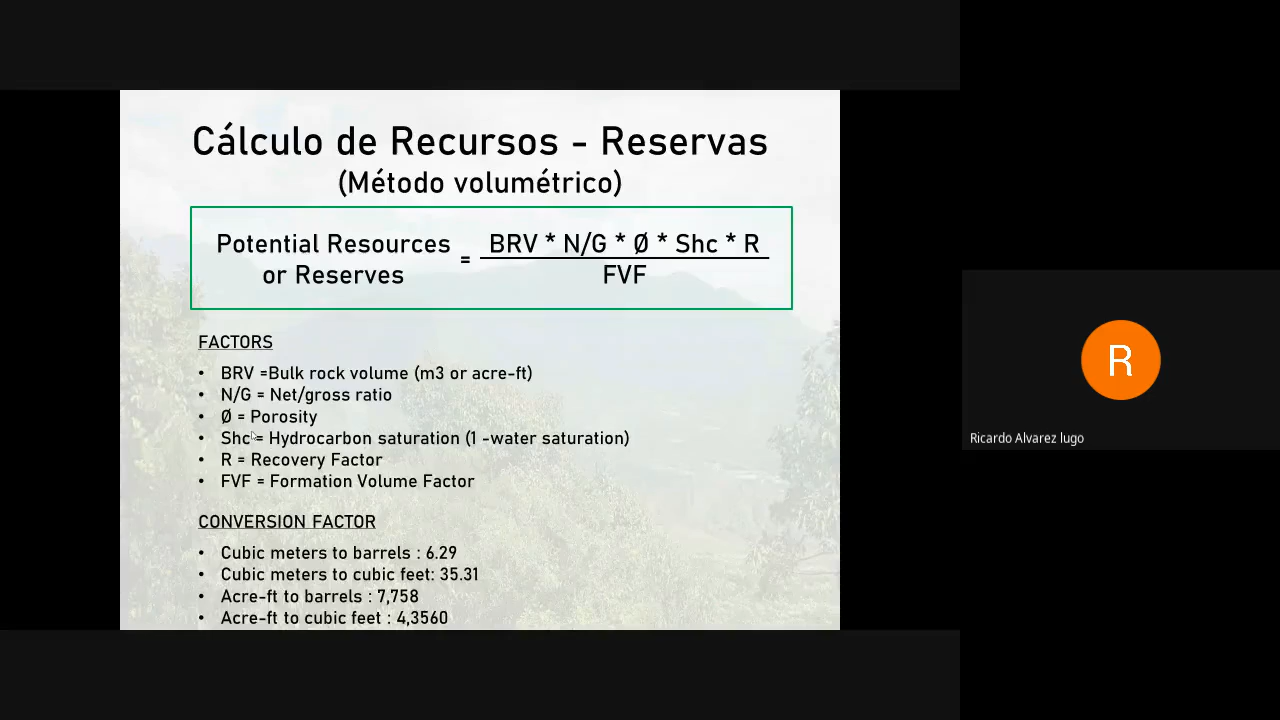 Cálculo de Recursos - Reservas
(Método volumétrico)
Potential Resources
or Reserves
=
BRV * N/G * Ø * Shc * R
FVF
FACTORS
• BRV =Bulk rock volume (m3 or acre-ft)
• N/G = Net/gross ratio
• Ø = Porosity
• Shc = Hydrocarbon saturation (1 -water saturation)
• R = Recovery Factor
• FVF = Formation Volume Factor
CONVERSION FACTOR
• Cubic meters to barrels : 6.29
• Cubic meters to cubic feet: 35.31
• Acre-ft to barrels : 7,758
• Acre-ft to cubic feet : 4,3560
R
Ricardo Alvarez lugo